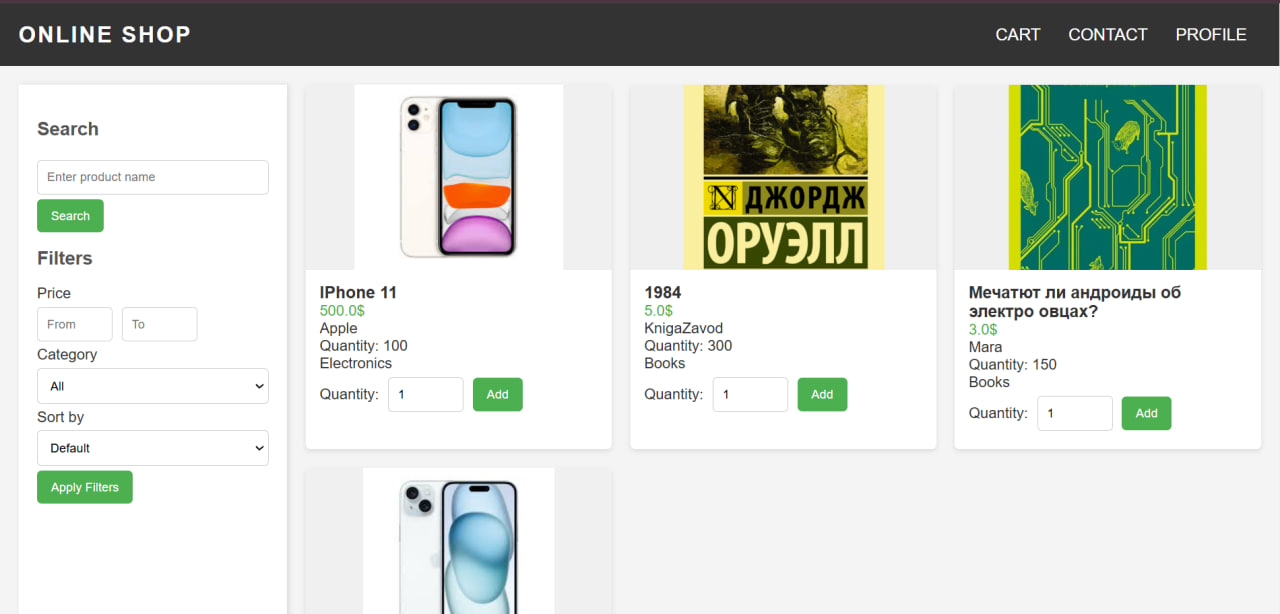 ONLINE SHOP
CART CONTACT PROFILE
Search
Enter product name
Search
Filters
Price
From To
Category
All
Sort by
Default
Apply Filters
IPhone 11
500.0$
Apple
Quantity: 100
Electronics
Quantity: 1 Add
N ДЖОРДЖ
ОРУЭЛЛ
1984
5.0$
KnigaZavod
Quantity: 300
Books
Quantity: 1 Add
Мечатют ли андроиды об
электро овцах?
3.0$
Mara
Quantity: 150
Books
Quantity: 1 Add